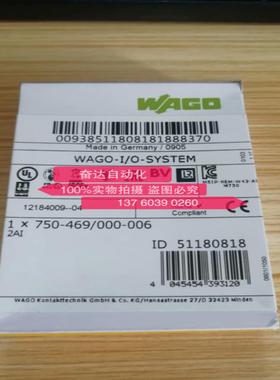 WAGO
00938511808181888370
Made in Germany / 0905
WAGO-I/O-SYSTEM
奋达自动化
100%实物拍摄 盗图必究
137 6039 0260
12184009--04
Compliant
1 × 750-469/000-006
2AI
ID 51180818
4 045454 393120
WAGO Kontakttechnik GmbH & Co. KG/Hansastrasse 27/D 32423 Minden